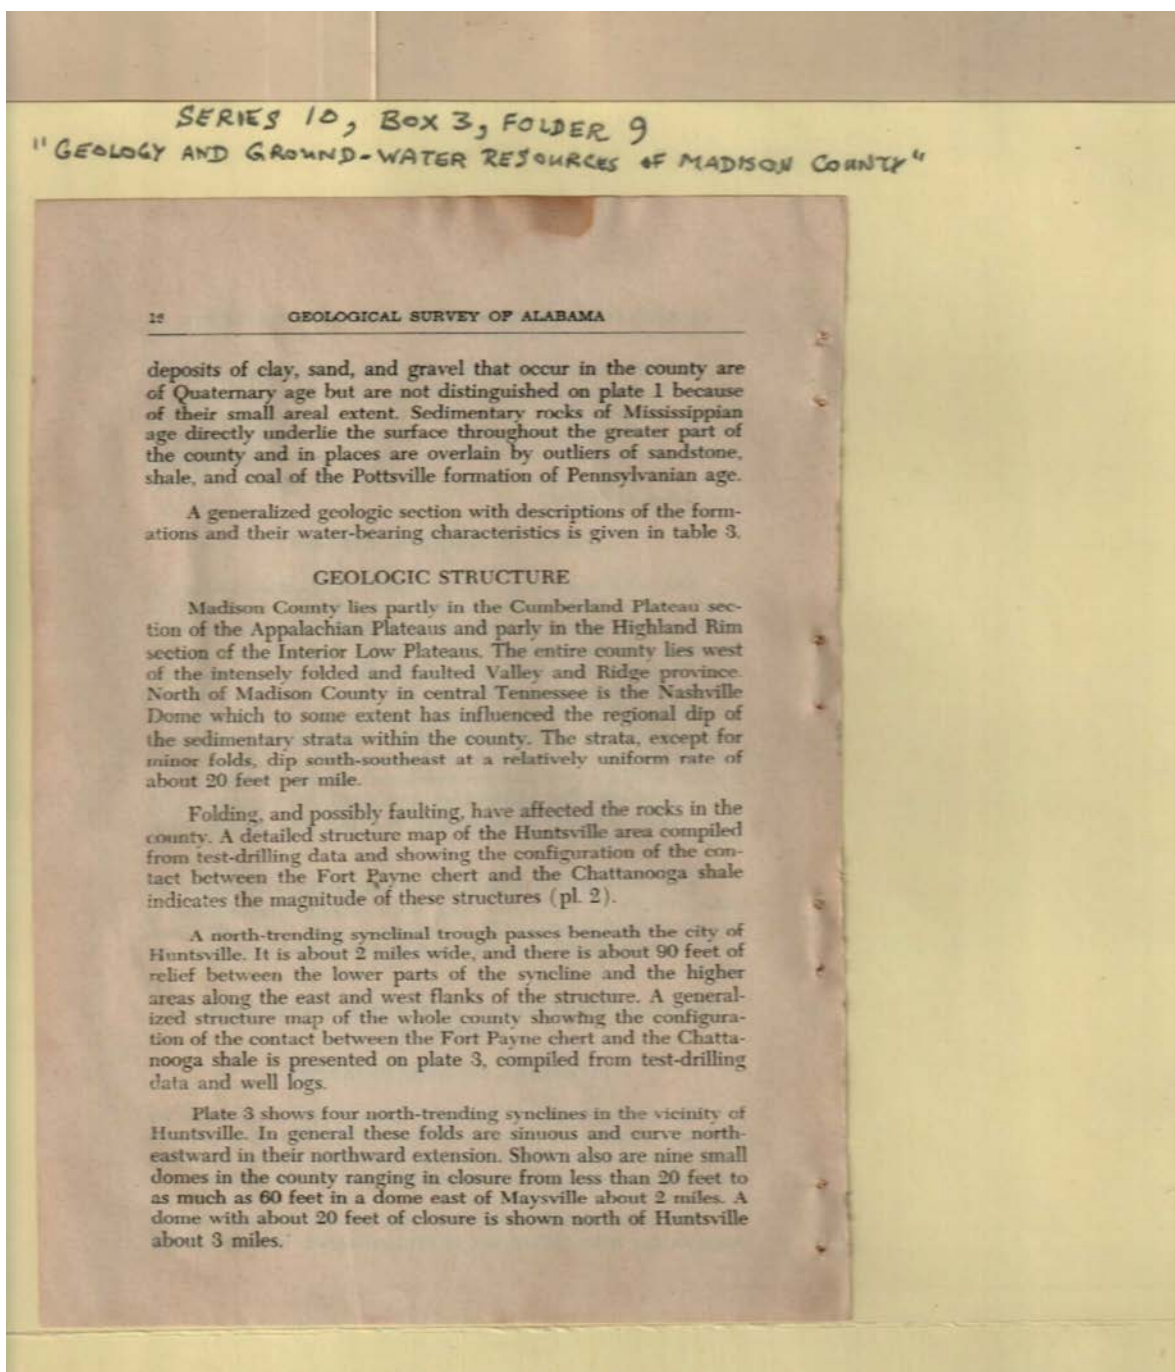 SERIES 10, BOX 3, FOLDER 9
"GEOLOGY AND GROUND-WATER RESOURCES OF MADISON COUNTY"
GEOLOGICAL SURVEY OF ALABAMA
deposits of clay, sand, and gravel that occur in the county are
of Quaternary age but are not distinguished on plate 1 because
of their small areal extent. Sedimentary rocks of Mississippian
age directly underlie the surface throughout the greater part of
the county and in places are overlain by outliers of sandstone,
shale, and coal of the Pottsville formation of Pennsylvanian age.
A generalized geologic section with descriptions of the form-
ations and their water-bearing characteristics is given in table 3.
GEOLOGIC STRUCTURE
Madison County lies partly in the Cumberland Plateau sec-
tion of the Appalachian Plateaus and parly in the Highland Rim
section of the Interior Low Plateaus. The entire county lies west
of the intensely folded and faulted Valley and Ridge province.
North of Madison County in central Tennessee is the Nashville
Dome which to some extent has influenced the regional dip of
the sedimentary strata within the county. The strata, except for
minor folds, dip south-southeast at a relatively uniform rate of
about 20 feet per mile.
Folding, and possibly faulting, have affected the rocks in the
county. A detailed structure map of the Huntsville area compiled
from test-drilling data and showing the configuration of the con-
tact between the Fort Payne chert and the Chattanooga shale
indicates the magnitude of these structures (pl. 2).
A north-trending synclinal trough passes beneath the city of
Huntsville. It is about 2 miles wide, and there is about 90 feet of
relief between the lower parts of the syncline and the higher
areas along the east and west flanks of the structure. A general-
ized structure map of the whole county showing the configura-
tion of the contact between the Fort Payne chert and the Chatta-
nooga shale is presented on plate 3, compiled from test-drilling
data and well logs.
Plate 3 shows four north-trending synclines in the vicinity of
Huntsville. In general these folds are sinuous and curve north-
eastward in their northward extension. Shown also are nine small
domes in the county ranging in closure from less than 20 feet to
as much as 60 feet in a dome east of Maysville about 2 miles. A
dome with about 20 feet of closure is shown north of Huntsville
about 3 miles.